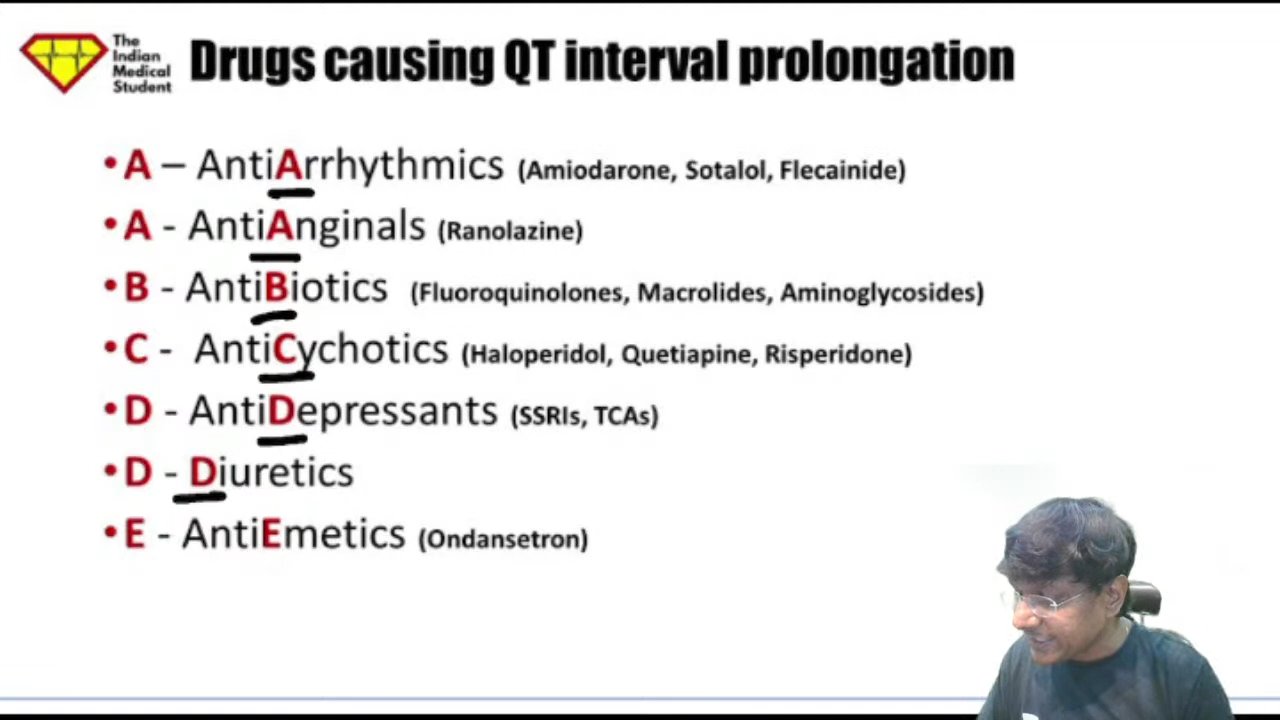 The
Indian
Medical
Student
Drugs causing QT interval prolongation
• A – AntiArrhythmics (Amiodarone, Sotalol, Flecainide)
• A - AntiAnginals (Ranolazine)
• B - AntiBiotics (Fluoroquinolones, Macrolides, Aminoglycosides)
• C - AntiCychotics (Haloperidol, Quetiapine, Risperidone)
• D - AntiDepressants (SSRIs, TCAs)
• D - Diuretics
• E - AntiEmetics (Ondansetron)